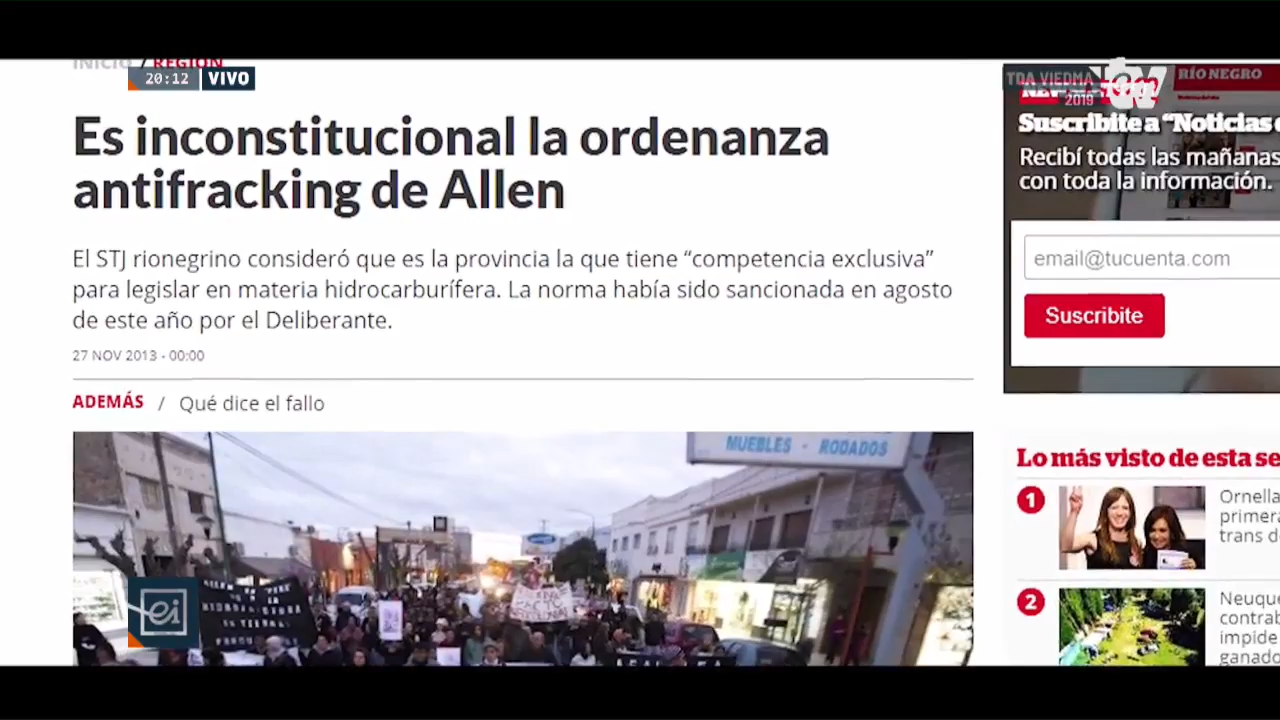 INICIO / REGIÓN
20:12 VIVO
Es inconstitucional la ordenanza
antifracking de Allen
El STJ rionegrino consideró que es la provincia la que tiene “competencia exclusiva”
para legislar en materia hidrocarburífera. La norma había sido sancionada en agosto
de este año por el Deliberante.
27 NOV 2013 - 00:00
ADEMÁS / Qué dice el fallo
MUEBLES - RODADOS
ei
TDA VIEDMA
2019
tv
RÍO NEGRO
Suscribite a “Noticias
Recibí todas las mañanas
con toda la información.
email@tucuenta.com
Suscribite
Lo más visto de esta se
1
Ornella
primera
trans d
2
Neuque
contrab
impide
ganado